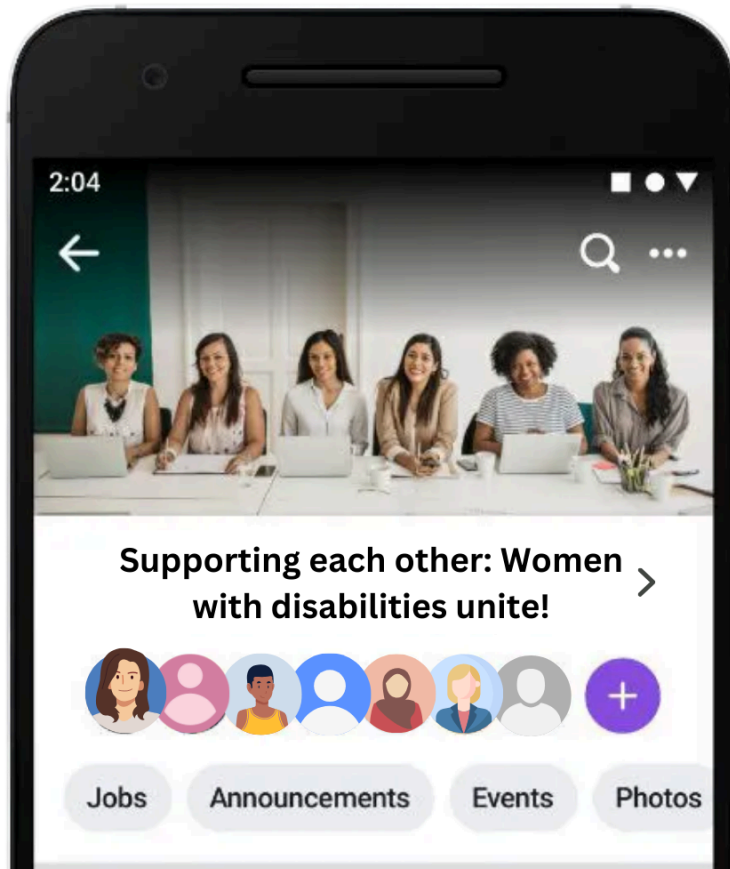 2:04
Supporting each other: Women
with disabilities unite!
Jobs Announcements Events Photos